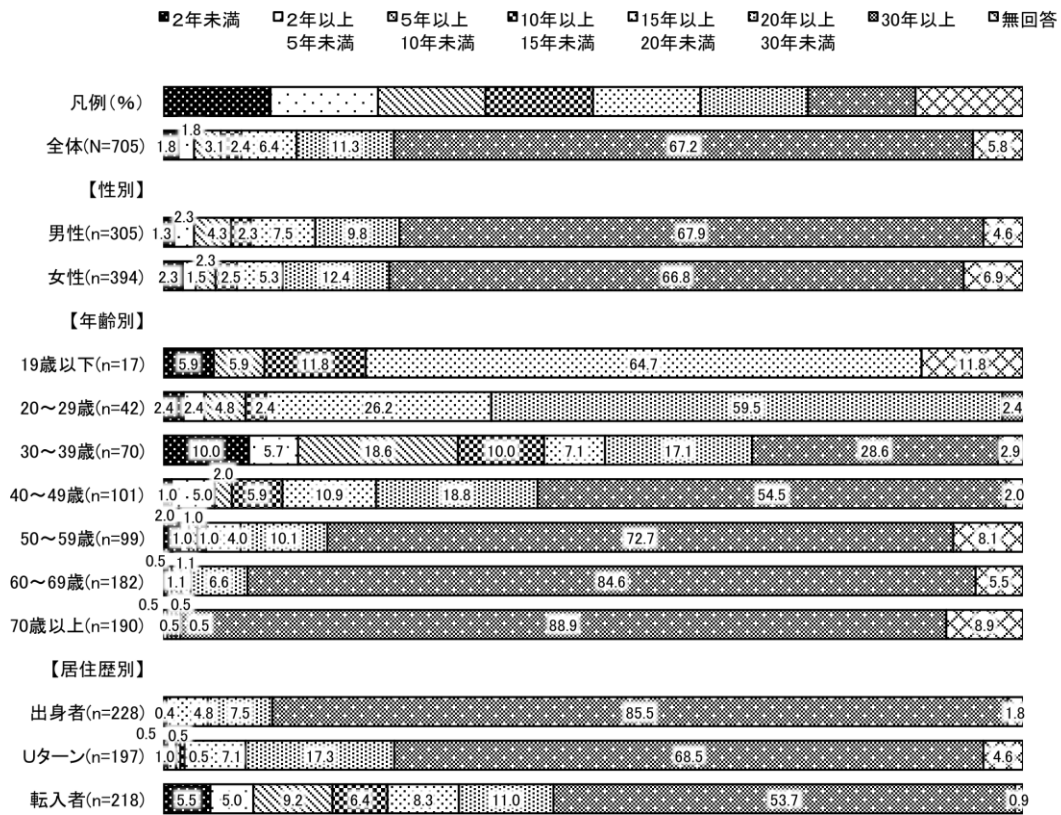 2年未満 2年以上 5年以上 10年以上 15年以上 20年以上 30年以上 無回答
5年未満 10年未満 15年未満 20年未満 30年未満
凡例(%)
1.8
全体(N=705) 1.8 3.1 2.4 6.4 11.3 67.2 5.8
【性別】
2.3
男性(n=305) 1.3 4.3 2.3 7.5 9.8 67.9 4.6
2.3
女性(n=394) 2.3 1.5 2.5 5.3 12.4 66.8 6.9
【年齢別】
19歳以下(n=17) 5.9 5.9 11.8 64.7 11.8
20～29歳(n=42) 2.4 2.4 4.8 2.4 26.2 59.5 2.4
30～39歳(n=70) 10.0 5.7 18.6 10.0 7.1 17.1 28.6 2.9
2.0
40～49歳(n=101) 1.0 5.0 5.9 10.9 18.8 54.5 2.0
2.0 1.0
50～59歳(n=99) 1.0 1.0 4.0 10.1 72.7 8.1
0.5 1.1
60～69歳(n=182) 1.1 6.6 84.6 5.5
0.5 0.5
70歳以上(n=190) 0.5 0.5 88.9 8.9
【居住歴別】
出身者(n=228) 0.4 4.8 7.5 85.5 1.8
0.5 0.5
Uターン(n=197) 1.0 0.5 7.1 17.3 68.5 4.6
転入者(n=218) 5.5 5.0 9.2 6.4 8.3 11.0 53.7 0.9